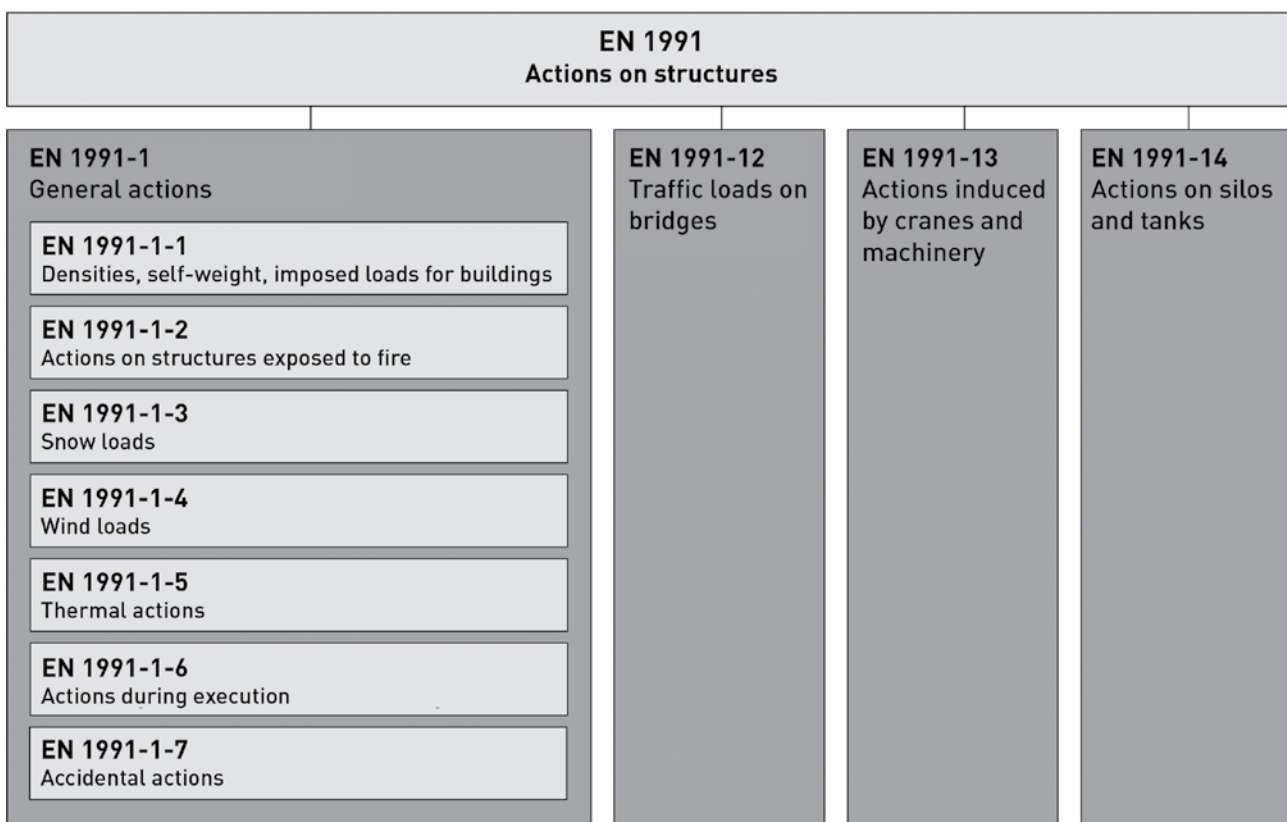 EN 1991
Actions on structures
EN 1991-1
General actions
EN 1991-1-1
Densities, self-weight, imposed loads for buildings
EN 1991-1-2
Actions on structures exposed to fire
EN 1991-1-3
Snow loads
EN 1991-1-4
Wind loads
EN 1991-1-5
Thermal actions
EN 1991-1-6
Actions during execution
EN 1991-1-7
Accidental actions
EN 1991-12
Traffic loads on
bridges
EN 1991-13
Actions induced
by cranes and
machinery
EN 1991-14
Actions on silos
and tanks